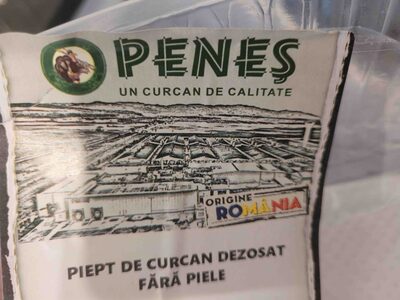 PENEȘ
UN CURCAN DE CALITATE
ORIGINE
ROMÂNIA
PIEPT DE CURCAN DEZOSAT
FĂRĂ PIELE